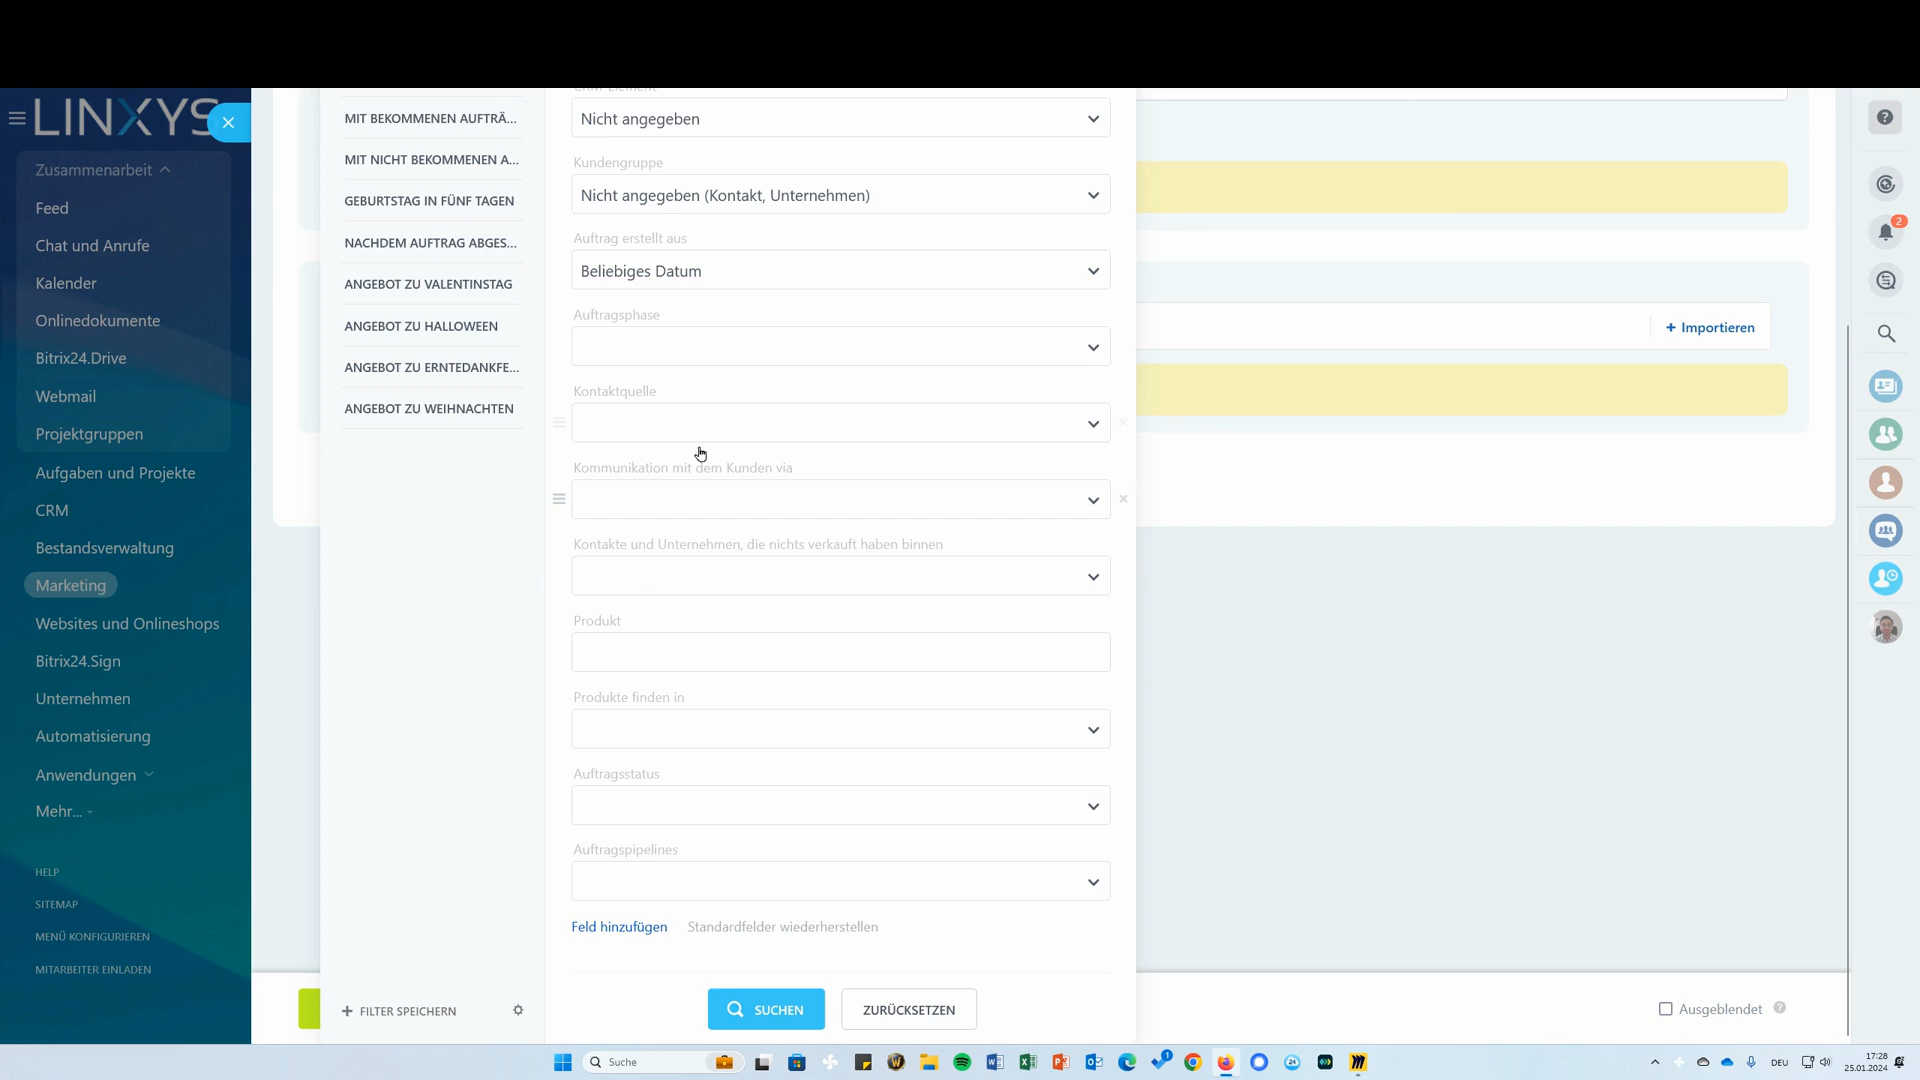 LINXYS
Zusammenarbeit
Feed
Chat und Anrufe
Kalender
Onlinedokumente
Bitrix24.Drive
Webmail
Projektgruppen
Aufgaben und Projekte
CRM
Bestandsverwaltung
Marketing
Websites und Onlineshops
Bitrix24.Sign
Unternehmen
Automatisierung
Anwendungen
Mehr...
HELP
SITEMAP
MENÜ KONFIGURIEREN
MITARBEITER EINLADEN
MIT BEKOMMENEN AUFTRÄ...
MIT NICHT BEKOMMENEN A...
GEBURTSTAG IN FÜNF TAGEN
NACHDEM AUFTRAG ABGES...
ANGEBOT ZU VALENTINSTAG
ANGEBOT ZU HALLOWEEN
ANGEBOT ZU ERNTEDANKFE...
ANGEBOT ZU WEIHNACHTEN
+ FILTER SPEICHERN
Nicht angegeben
Kundengruppe
Nicht angegeben (Kontakt, Unternehmen)
Auftrag erstellt aus
Beliebiges Datum
Auftragsphase
Kontaktquelle
Kommunikation mit dem Kunden via
Kontakte und Unternehmen, die nichts verkauft haben binnen
Produkt
Produkte finden in
Auftragsstatus
Auftragspipelines
Feld hinzufügen Standardfelder wiederherstellen
SUCHEN ZURÜCKSETZEN
+ Importieren
Ausgeblendet
2
24
Suche
1
DEU
17:28
25.01.2024